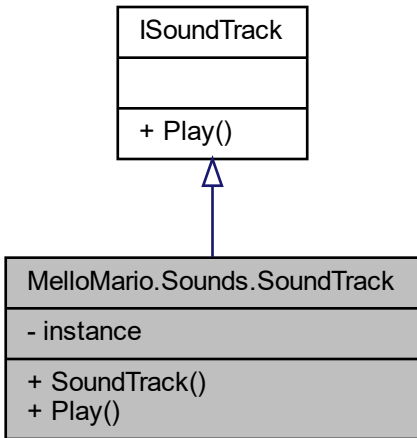 ISoundTrack
+ Play()
MelloMario.Sounds.SoundTrack
- instance
+ SoundTrack()
+ Play()